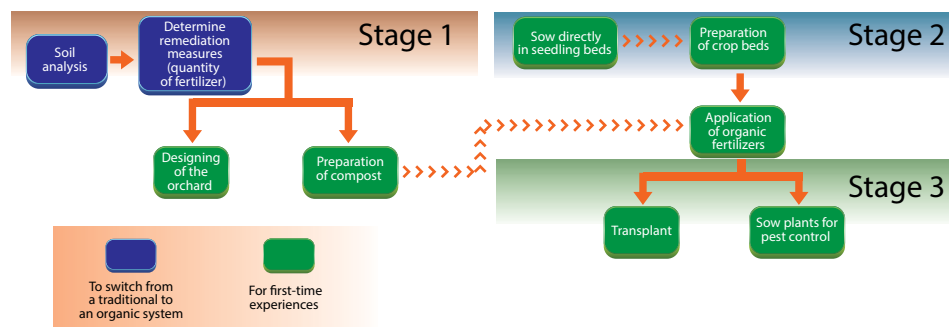 Stage 1
Soil
analysis
Determine
remediation
measures
(quantity
of fertilizer)
Designing
of the
orchard
Preparation
of compost
Stage 2
Sow directly
in seedling beds
Preparation
of crop beds
Application
of organic
fertilizers
Stage 3
Transplant
Sow plants for
pest control
To switch from
a traditional to
an organic system
For first-time
experiences